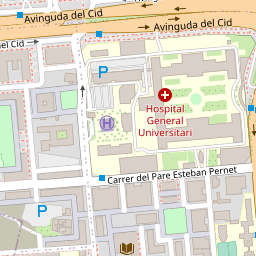 Avinguda del Cid
Avinguda del Cid
del Cid
P
H
Hospital
General
Universitari
Carrer del Pare Esteban Pernet
P